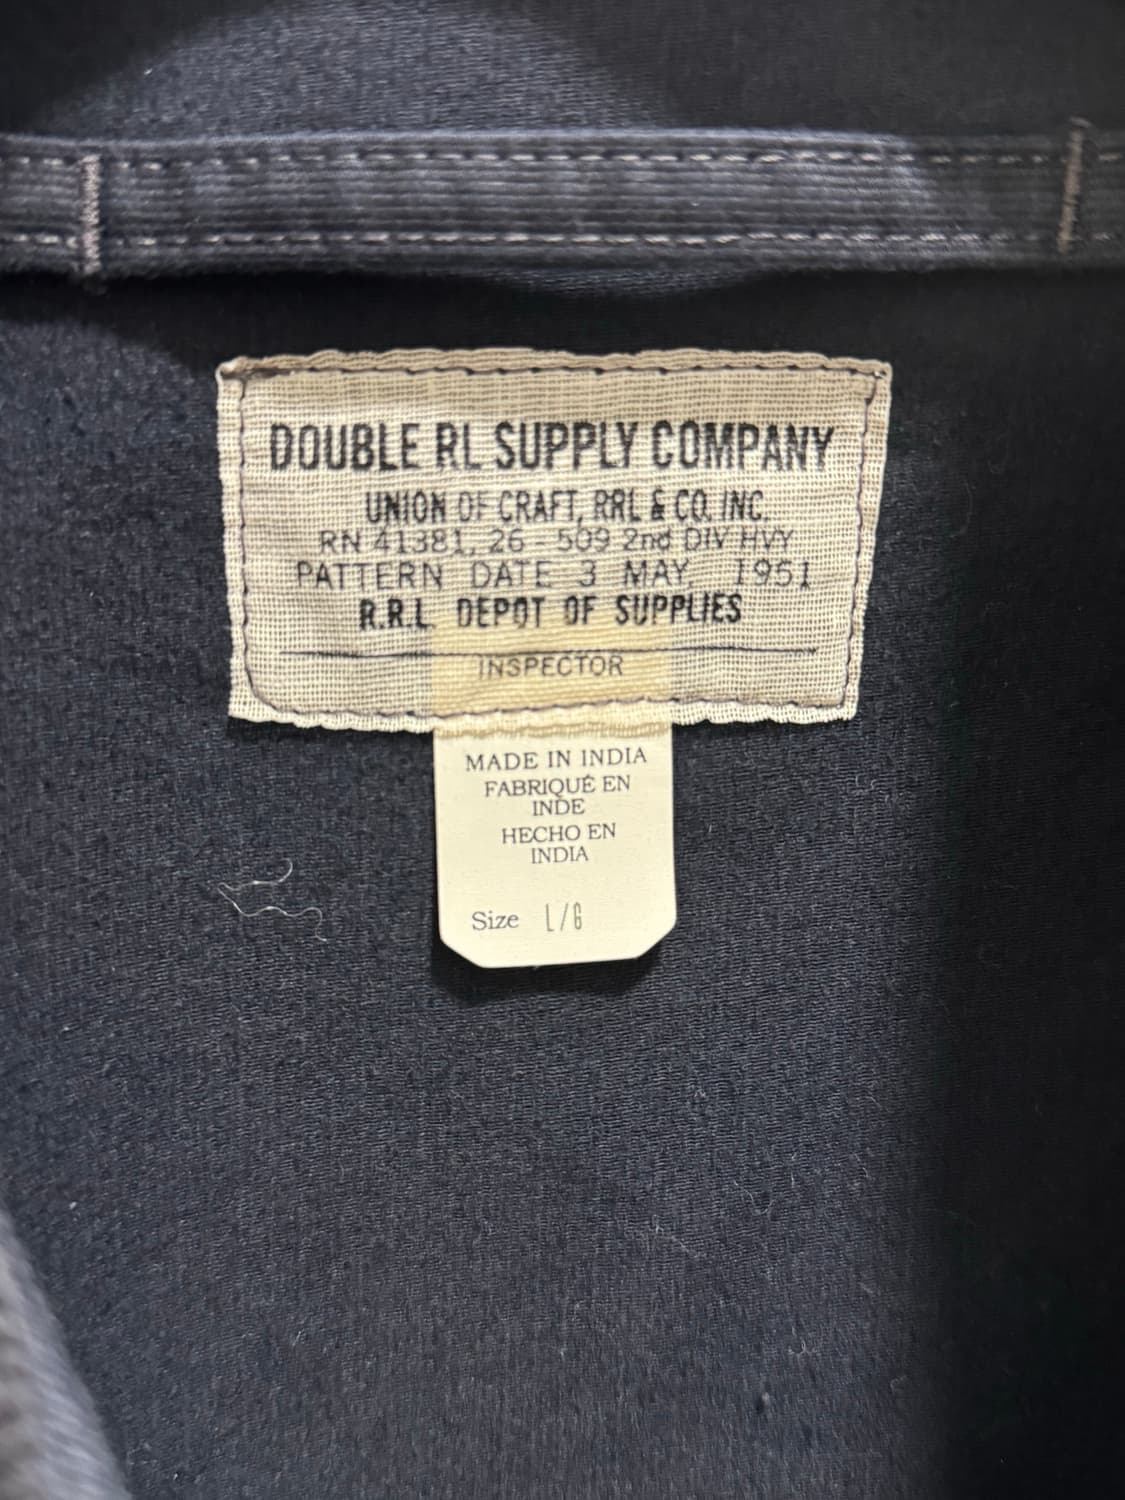 DOUBLE RL SUPPLY COMPANY
UNION OF CRAFT, RRL & CO. INC.
RN 41381, 26-509 2nd DIV HVY
PATTERN DATE 3 MAY, 1951
R.R.L. DEPOT OF SUPPLIES
INSPECTOR
MADE IN INDIA
FABRIQUÉ EN
INDE
HECHO EN
INDIA
Size L/G